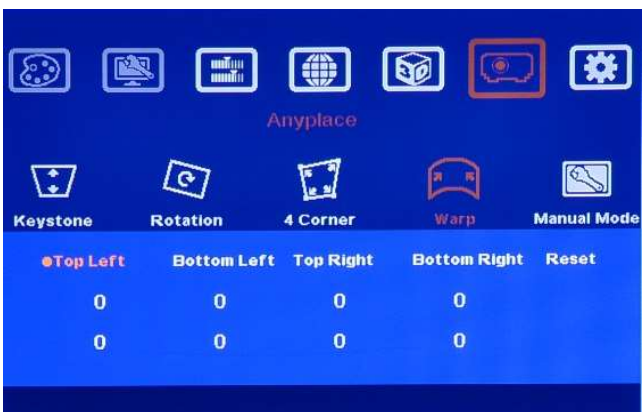 3D
Anyplace
Keystone Rotation 4 Corner Warp Manual Mode
●Top Left Bottom Left Top Right Bottom Right Reset
0 0 0 0
0 0 0 0